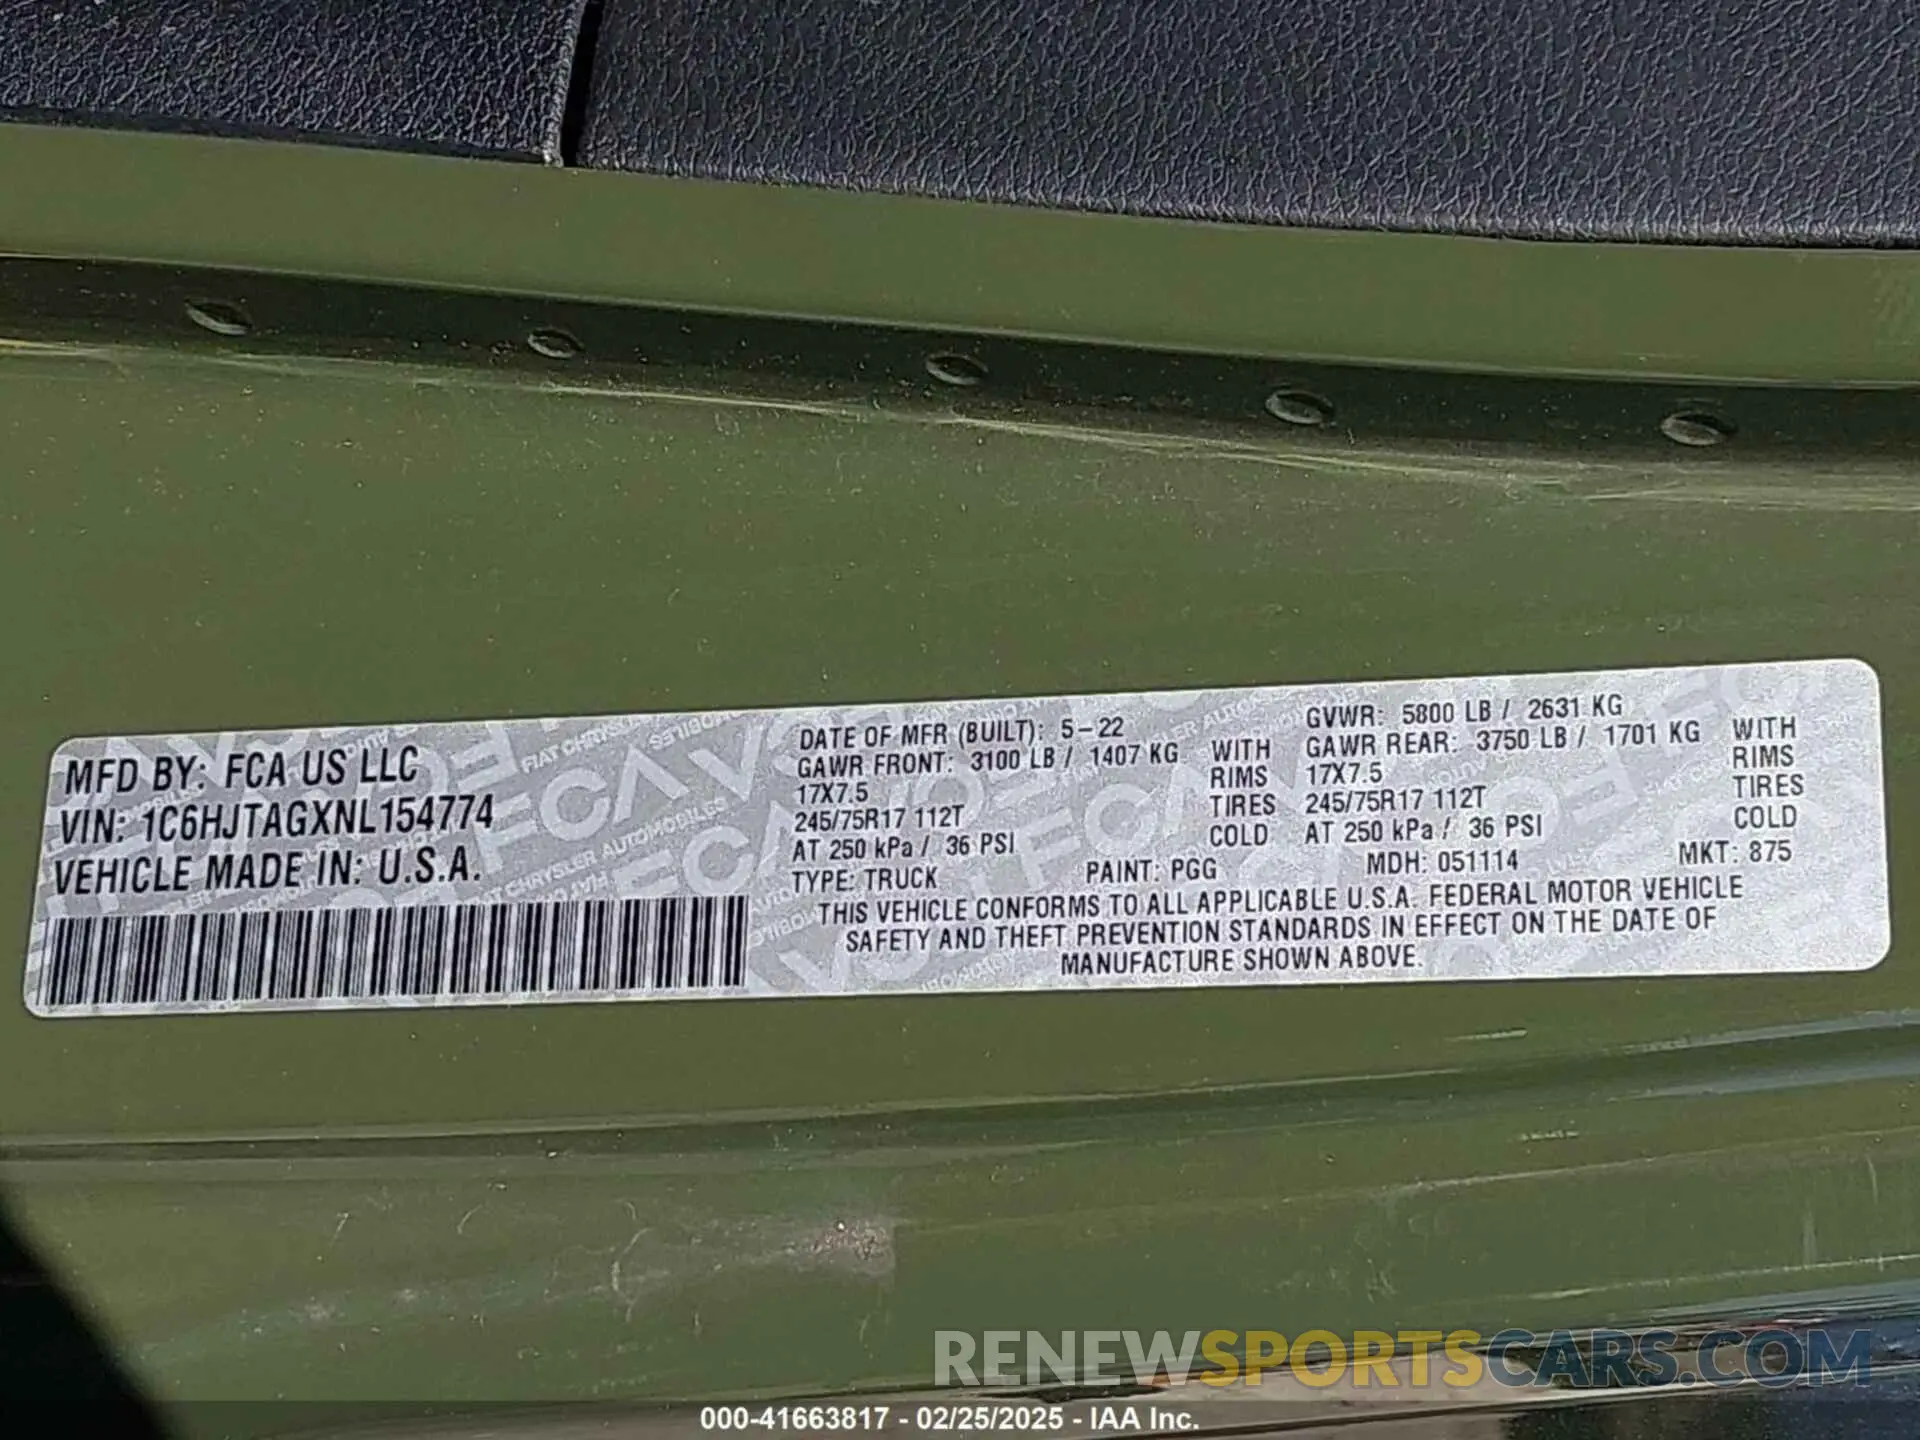 MFD BY: FCA US LLC
VIN: 1C6HJTAGXNL154774
VEHICLE MADE IN: U.S.A.
DATE OF MFR (BUILT): 5-22
GAWR FRONT: 3100 LB / 1407 KG WITH
17X7.5 RIMS
245/75R17 112T TIRES
AT 250 kPa / 36 PSI COLD
GVWR: 5800 LB / 2631 KG
GAWR REAR: 3750 LB / 1701 KG WITH
17X7.5 RIMS
245/75R17 112T TIRES
AT 250 kPa / 36 PSI COLD
TYPE: TRUCK PAINT: PGG MDH: 051114 MKT: 875
THIS VEHICLE CONFORMS TO ALL APPLICABLE U.S.A. FEDERAL MOTOR VEHICLE
SAFETY AND THEFT PREVENTION STANDARDS IN EFFECT ON THE DATE OF
MANUFACTURE SHOWN ABOVE.
RENEWSPORTSCARS.COM
000-41663817 - 02/25/2025 - IAA Inc.